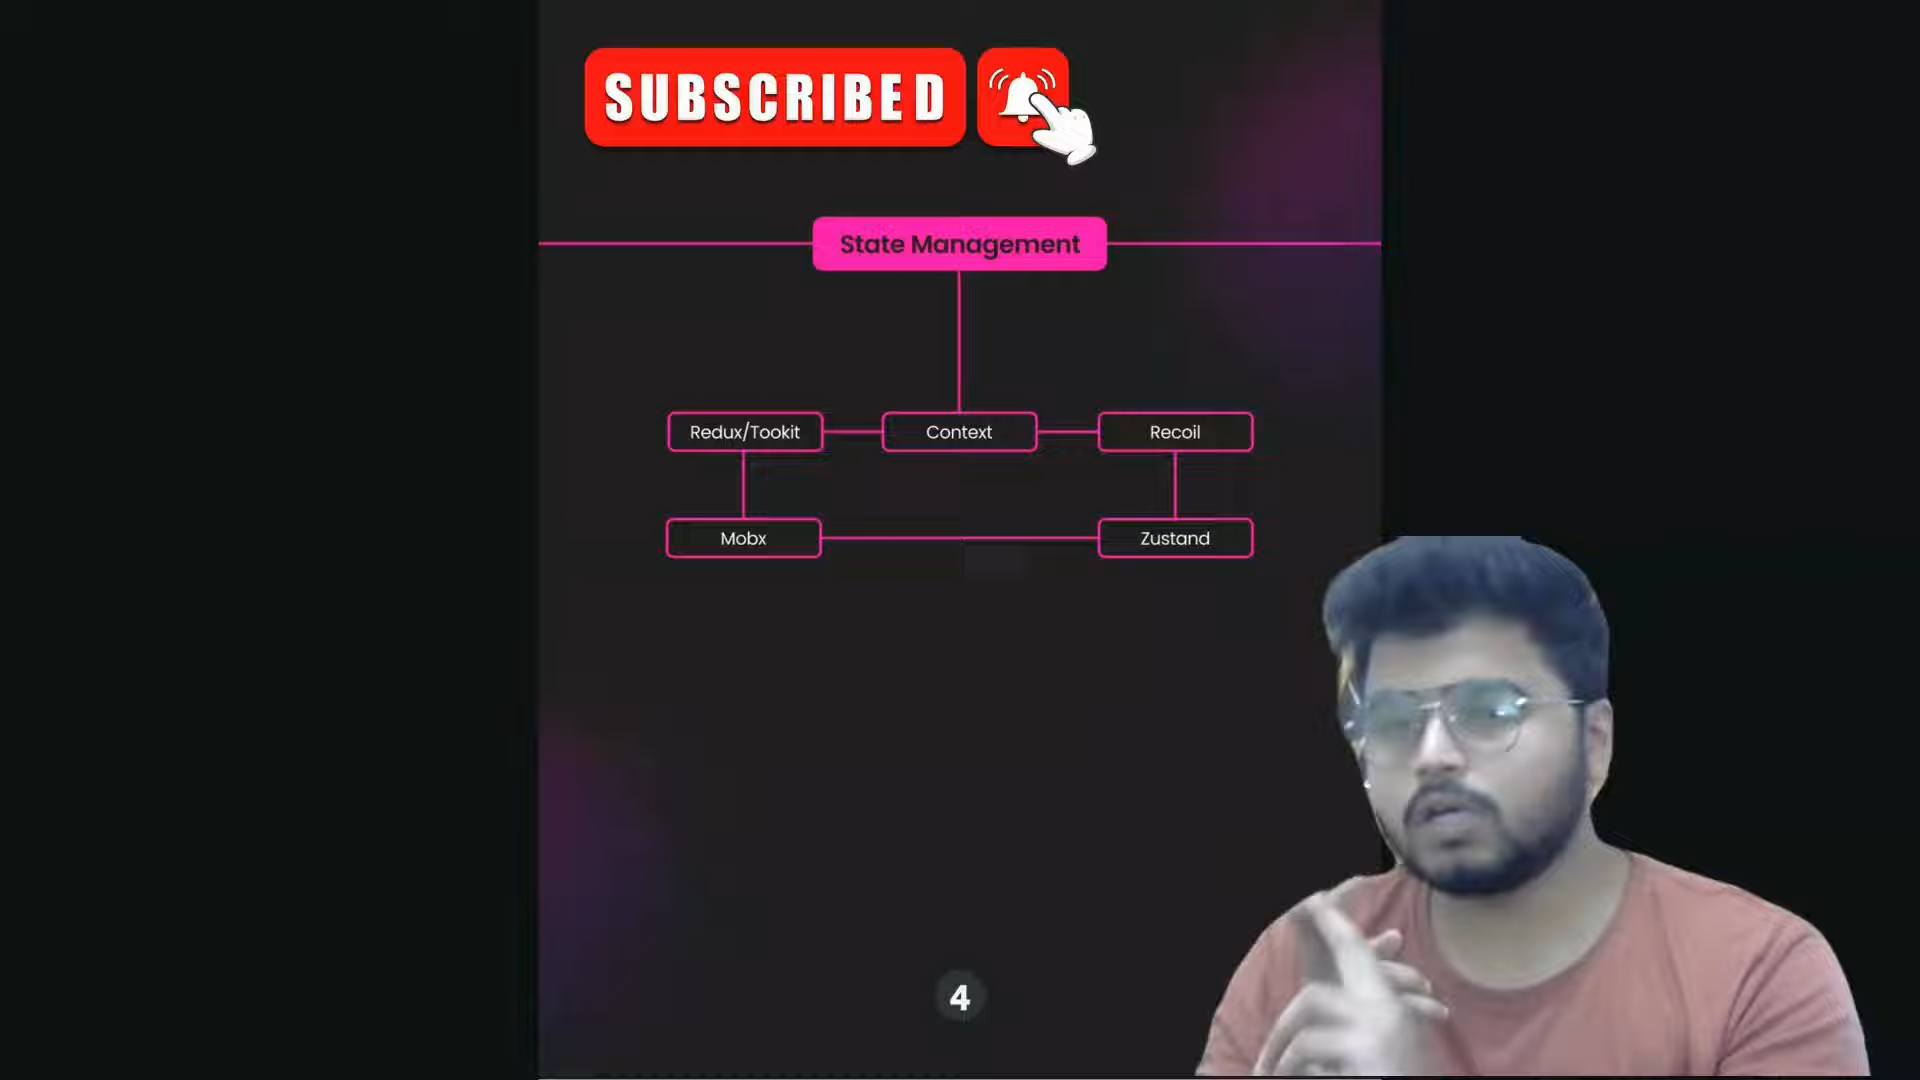 SUBSCRIBED
State Management
Redux/Tookit
Context
Recoil
Mobx
Zustand
4